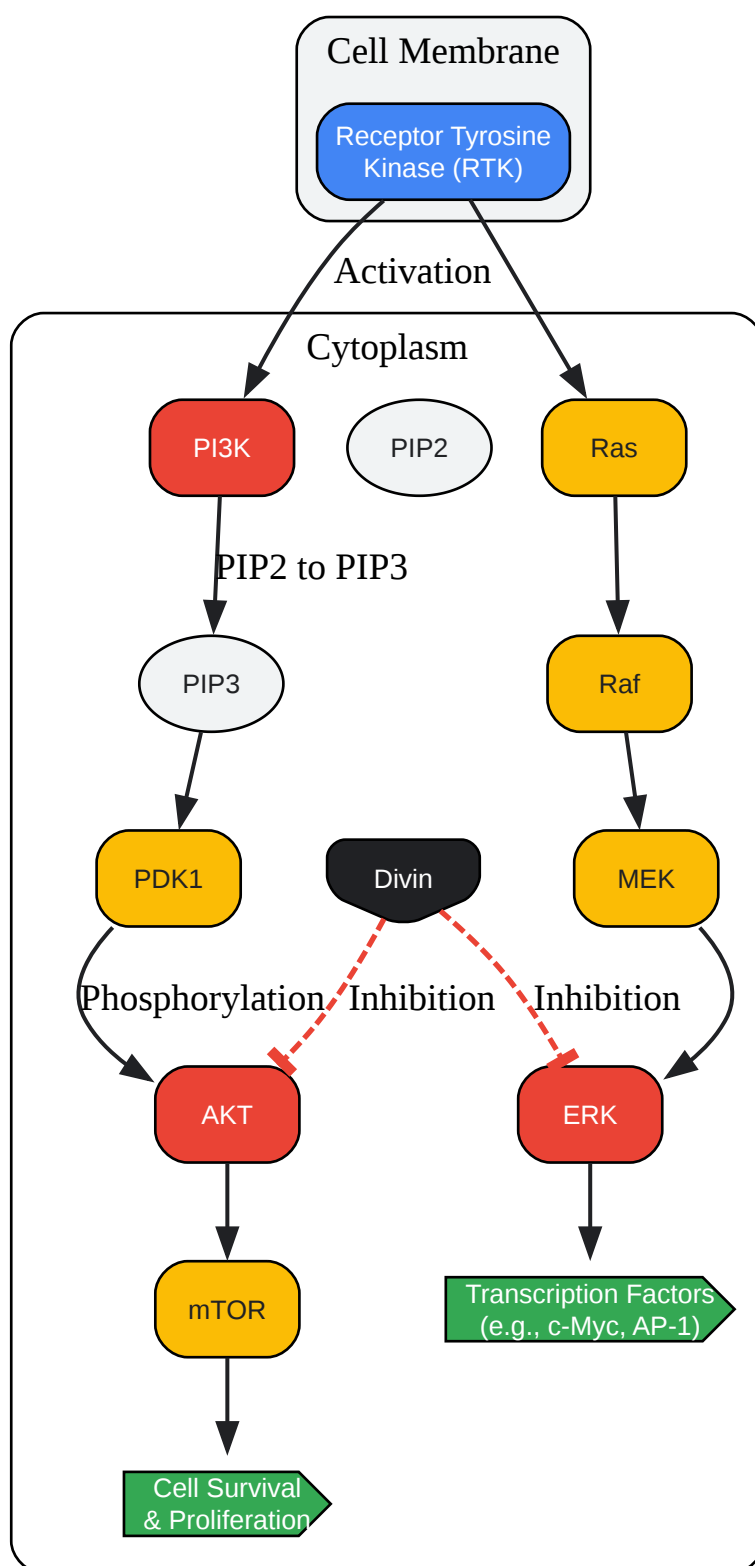 Cell Membrane
Receptor Tyrosine
Kinase (RTK)
Activation
Cytoplasm
PI3K
PIP2
Ras
PIP2 to PIP3
PIP3
Raf
PDK1
Divin
MEK
Phosphorylation
Inhibition
Inhibition
AKT
ERK
mTOR
Transcription Factors
(e.g., c-Myc, AP-1)
Cell Survival
& Proliferation